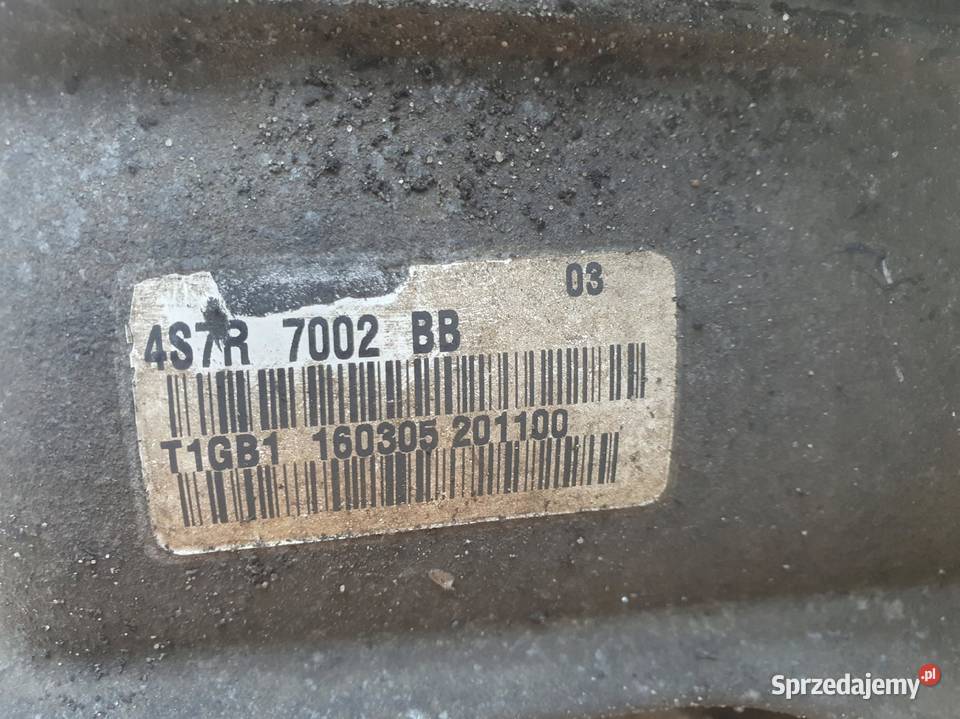 03
4S7R 7002 BB
T1GB1 160305 201100
Sprzedajemy.pl